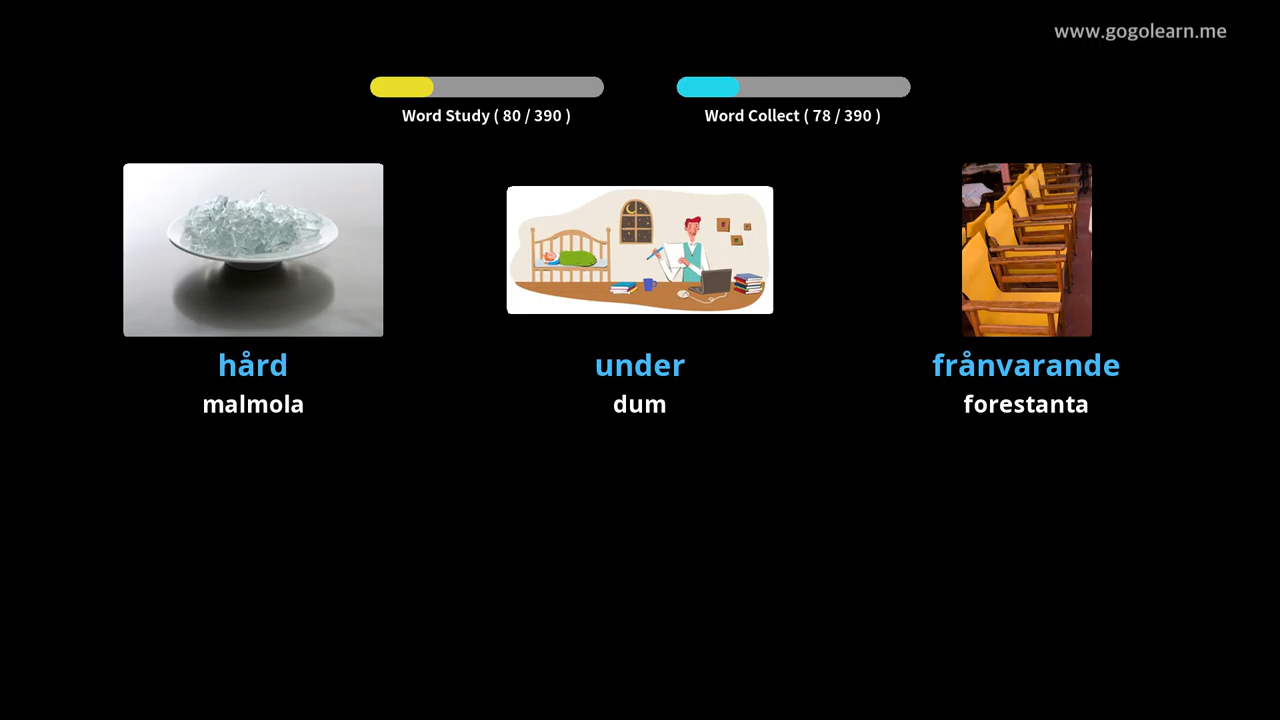 www.gogolearn.me
Word Study ( 80 / 390 )
Word Collect ( 78 / 390 )
hård
malmola
under
dum
frånvarande
forestanta